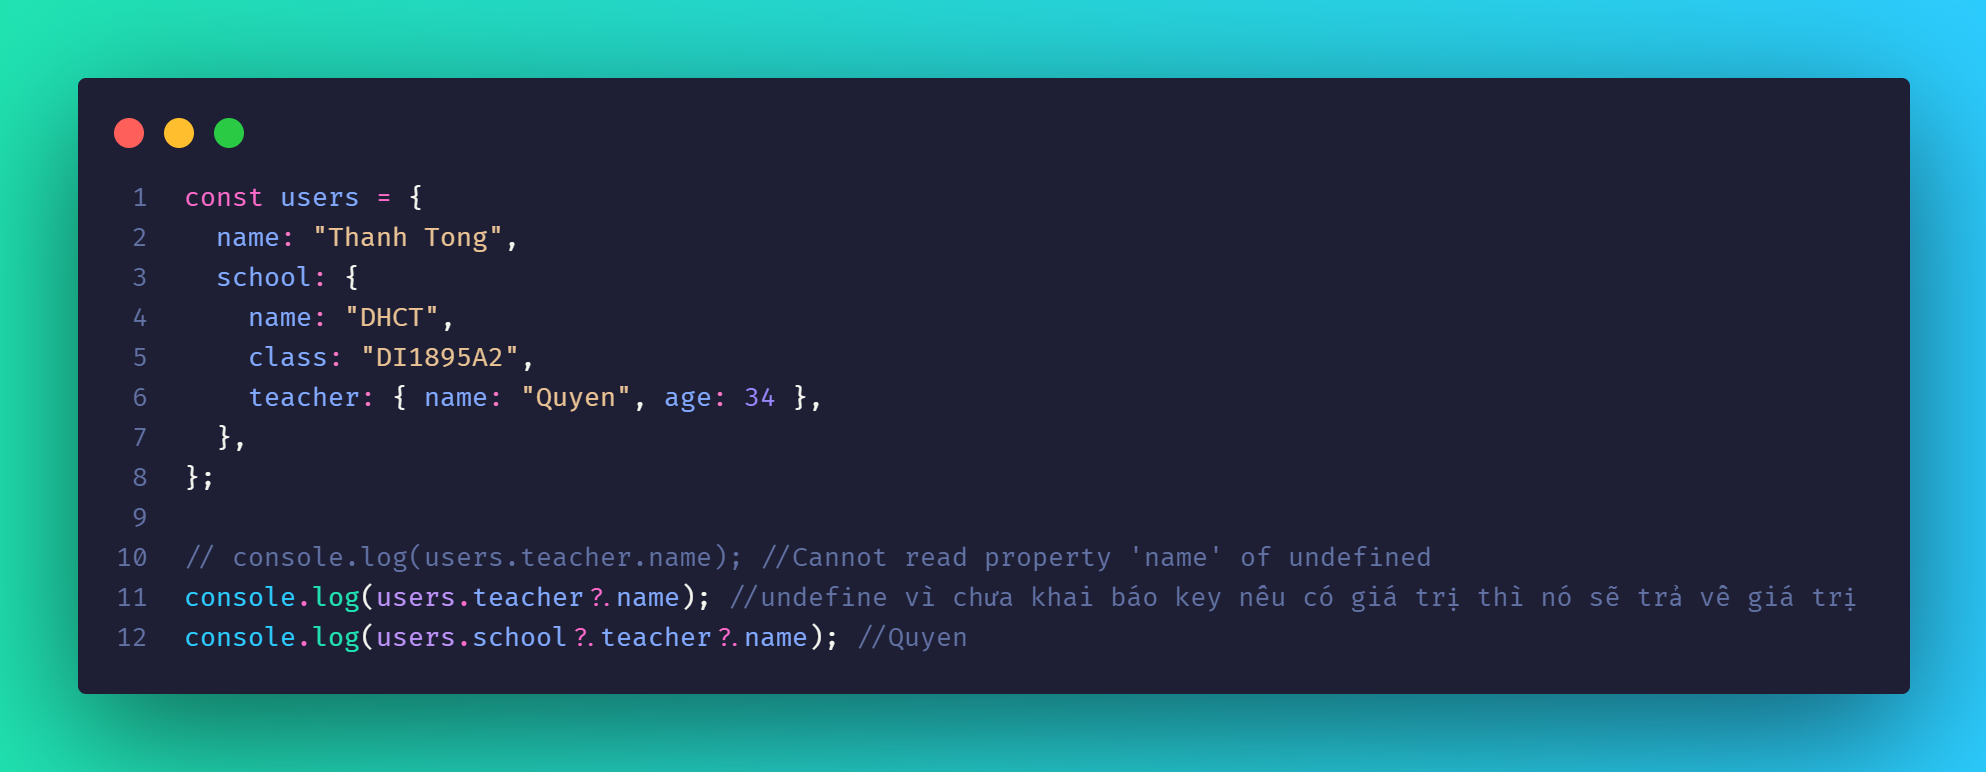 1 const users = {
2 name: "Thanh Tong",
3 school: {
4 name: "DHCT",
5 class: "DI1895A2",
6 teacher: { name: "Quyen", age: 34 },
7 },
8 };
9
10 // console.log(users.teacher.name); //Cannot read property 'name' of undefined
11 console.log(users.teacher?.name); //undefine vì chưa khai báo key nếu có giá trị thì nó sẽ trả về giá trị
12 console.log(users.school?.teacher?.name); //Quyen